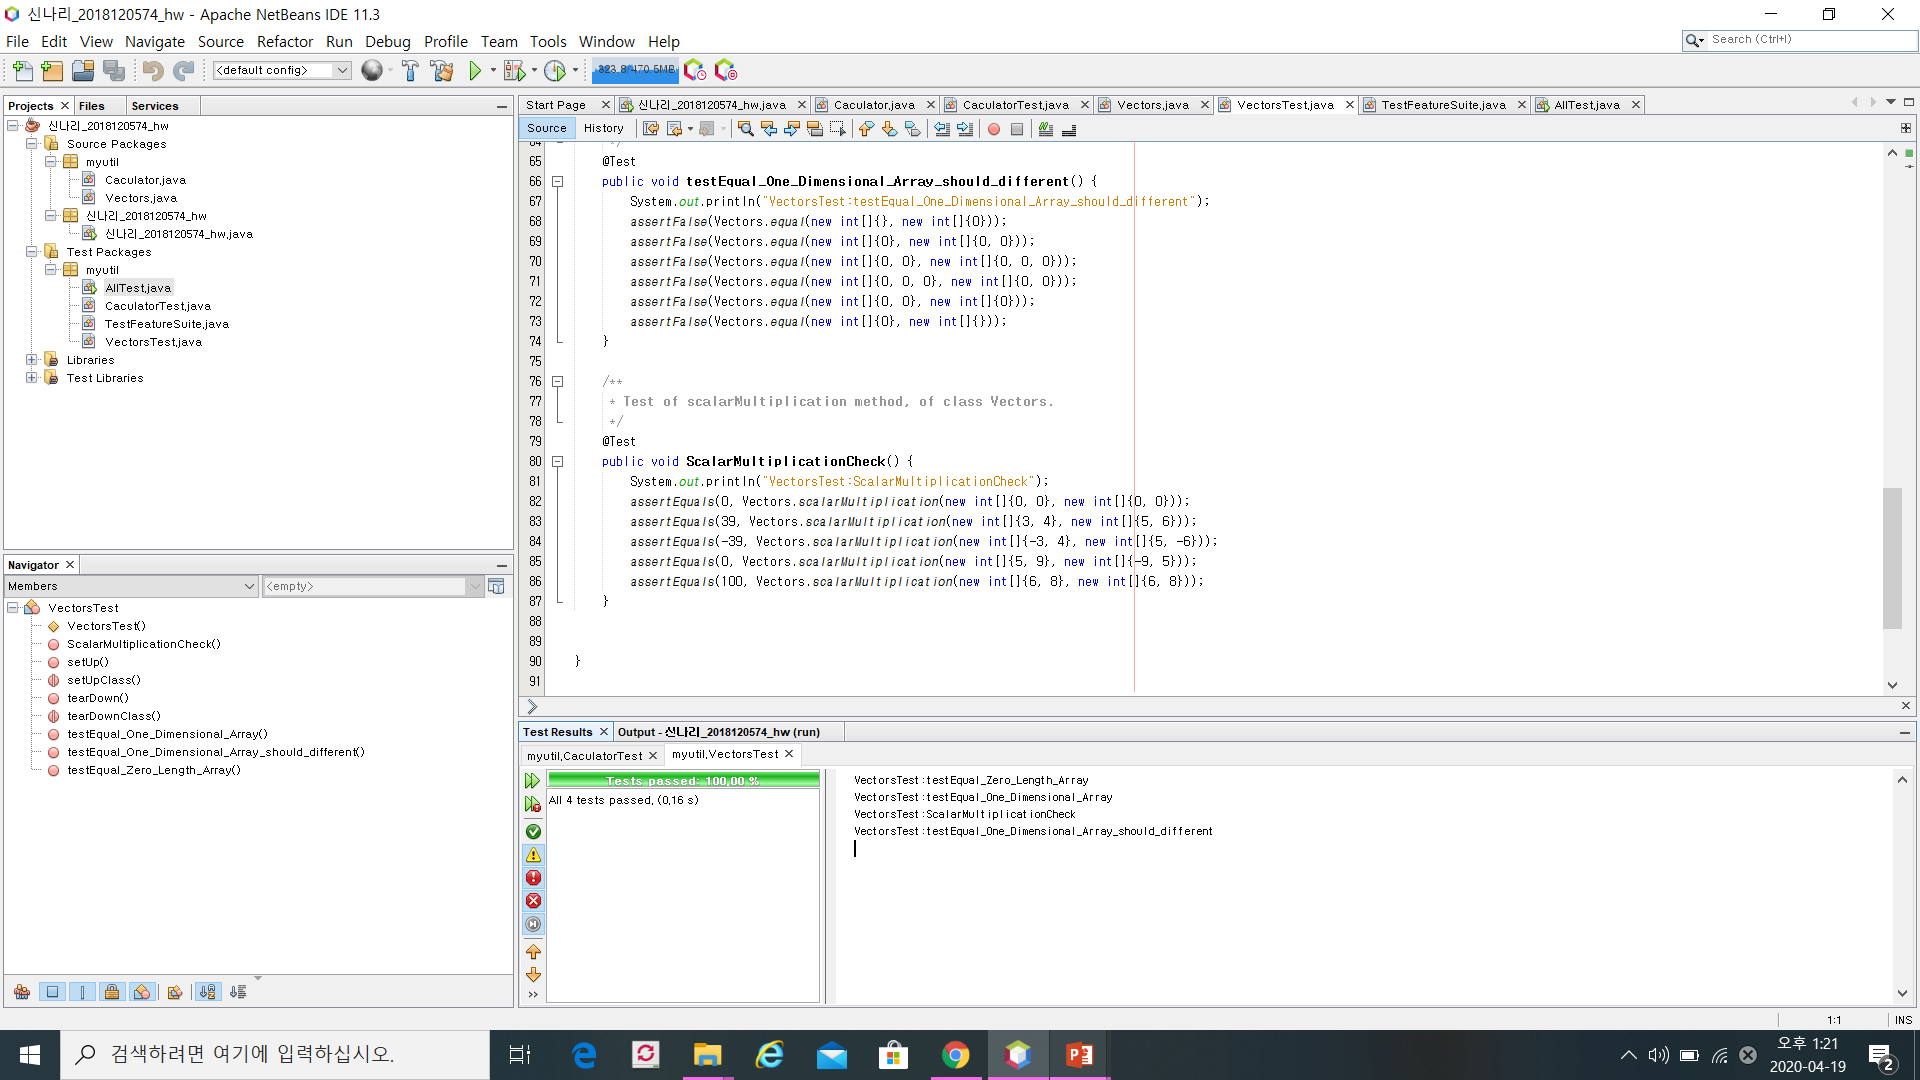 신나리_2018120574_hw - Apache NetBeans IDE 11.3
File Edit View Navigate Source Refactor Run Debug Profile Team Tools Window Help
Search (Ctrl+I)
<default config>
323.8/470.5MB
Projects Files Services
신나리_2018120574_hw
Source Packages
myutil
Caculator.java
Vectors.java
신나리_2018120574_hw
신나리_2018120574_hw.java
Test Packages
myutil
AllTest.java
CaculatorTest.java
TestFeatureSuite.java
VectorsTest.java
Libraries
Test Libraries
Navigator
Members <empty>
VectorsTest
VectorsTest()
ScalarMultiplicationCheck()
setUp()
setUpClass()
tearDown()
tearDownClass()
testEqual_One_Dimensional_Array()
testEqual_One_Dimensional_Array_should_different()
testEqual_Zero_Length_Array()
Start Page 신나리_2018120574_hw.java Caculator.java CaculatorTest.java Vectors.java VectorsTest.java TestFeatureSuite.java AllTest.java
Source History
64 */
65 @Test
66 public void testEqual_One_Dimensional_Array_should_different() {
67 System.out.println("VectorsTest:testEqual_One_Dimensional_Array_should_different");
68 assertFalse(Vectors.equal(new int[]{}, new int[]{0}));
69 assertFalse(Vectors.equal(new int[]{0}, new int[]{0, 0}));
70 assertFalse(Vectors.equal(new int[]{0, 0}, new int[]{0, 0, 0}));
71 assertFalse(Vectors.equal(new int[]{0, 0, 0}, new int[]{0, 0}));
72 assertFalse(Vectors.equal(new int[]{0, 0}, new int[]{0}));
73 assertFalse(Vectors.equal(new int[]{0}, new int[]{}));
74 }
75
76 /**
77 * Test of scalarMultiplication method, of class Vectors.
78 */
79 @Test
80 public void ScalarMultiplicationCheck() {
81 System.out.println("VectorsTest:ScalarMultiplicationCheck");
82 assertEquals(0, Vectors.scalarMultiplication(new int[]{0, 0}, new int[]{0, 0}));
83 assertEquals(39, Vectors.scalarMultiplication(new int[]{3, 4}, new int[]{5, 6}));
84 assertEquals(-39, Vectors.scalarMultiplication(new int[]{-3, 4}, new int[]{5, -6}));
85 assertEquals(0, Vectors.scalarMultiplication(new int[]{5, 9}, new int[]{-9, 5}));
86 assertEquals(100, Vectors.scalarMultiplication(new int[]{6, 8}, new int[]{6, 8}));
87 }
88
89
90 }
91
Test Results Output - 신나리_2018120574_hw (run)
myutil.CaculatorTest myutil.VectorsTest
Tests passed: 100.00 %
All 4 tests passed. (0.16 s)
VectorsTest:testEqual_Zero_Length_Array
VectorsTest:testEqual_One_Dimensional_Array
VectorsTest:ScalarMultiplicationCheck
VectorsTest:testEqual_One_Dimensional_Array_should_different
1:1 INS
검색하려면 여기에 입력하십시오.
오후 1:21
2020-04-19
2